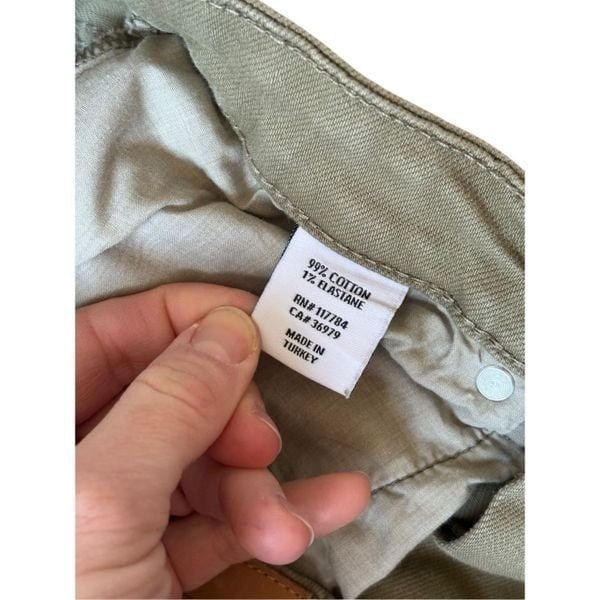 99% COTTON
1% ELASTANE
RN# 117784
CA# 36979
MADE IN
TURKEY